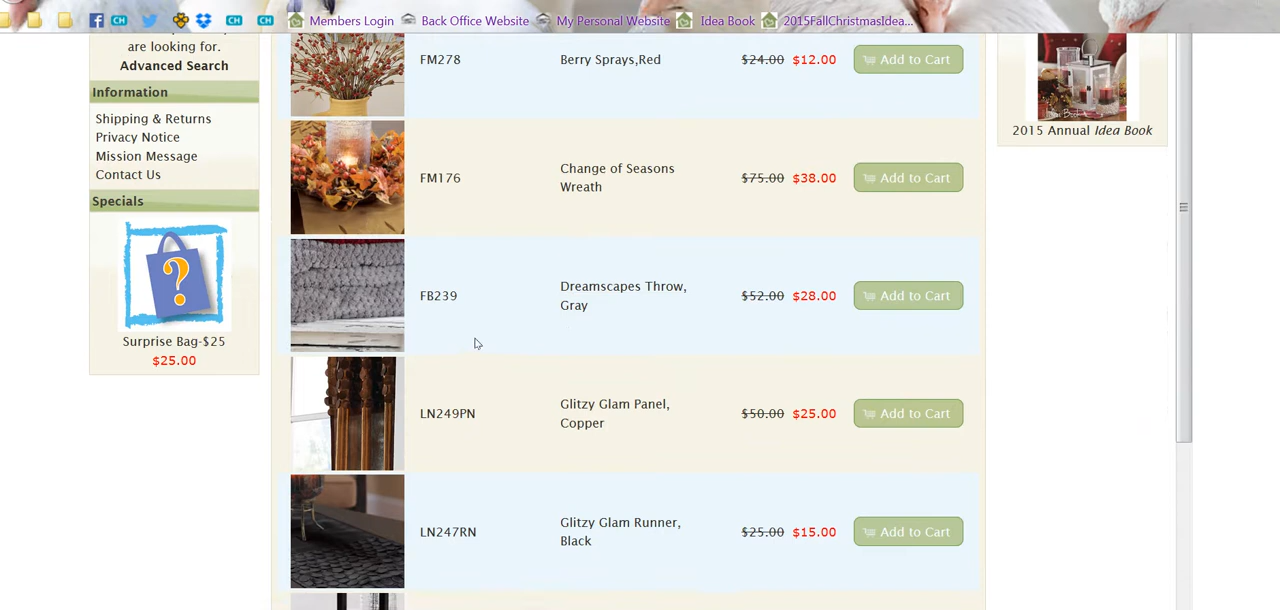 Members Login Back Office Website My Personal Website Idea Book 2015FallChristmasIdea...
are looking for.
Advanced Search
Information
Shipping & Returns
Privacy Notice
Mission Message
Contact Us
Specials
?
Surprise Bag-$25
$25.00
FM278 Berry Sprays,Red $24.00 $12.00 Add to Cart
FM176 Change of Seasons
Wreath $75.00 $38.00 Add to Cart
FB239 Dreamscapes Throw,
Gray $52.00 $28.00 Add to Cart
LN249PN Glitzy Glam Panel,
Copper $50.00 $25.00 Add to Cart
LN247RN Glitzy Glam Runner,
Black $25.00 $15.00 Add to Cart
Idea Book
2015 Annual Idea Book